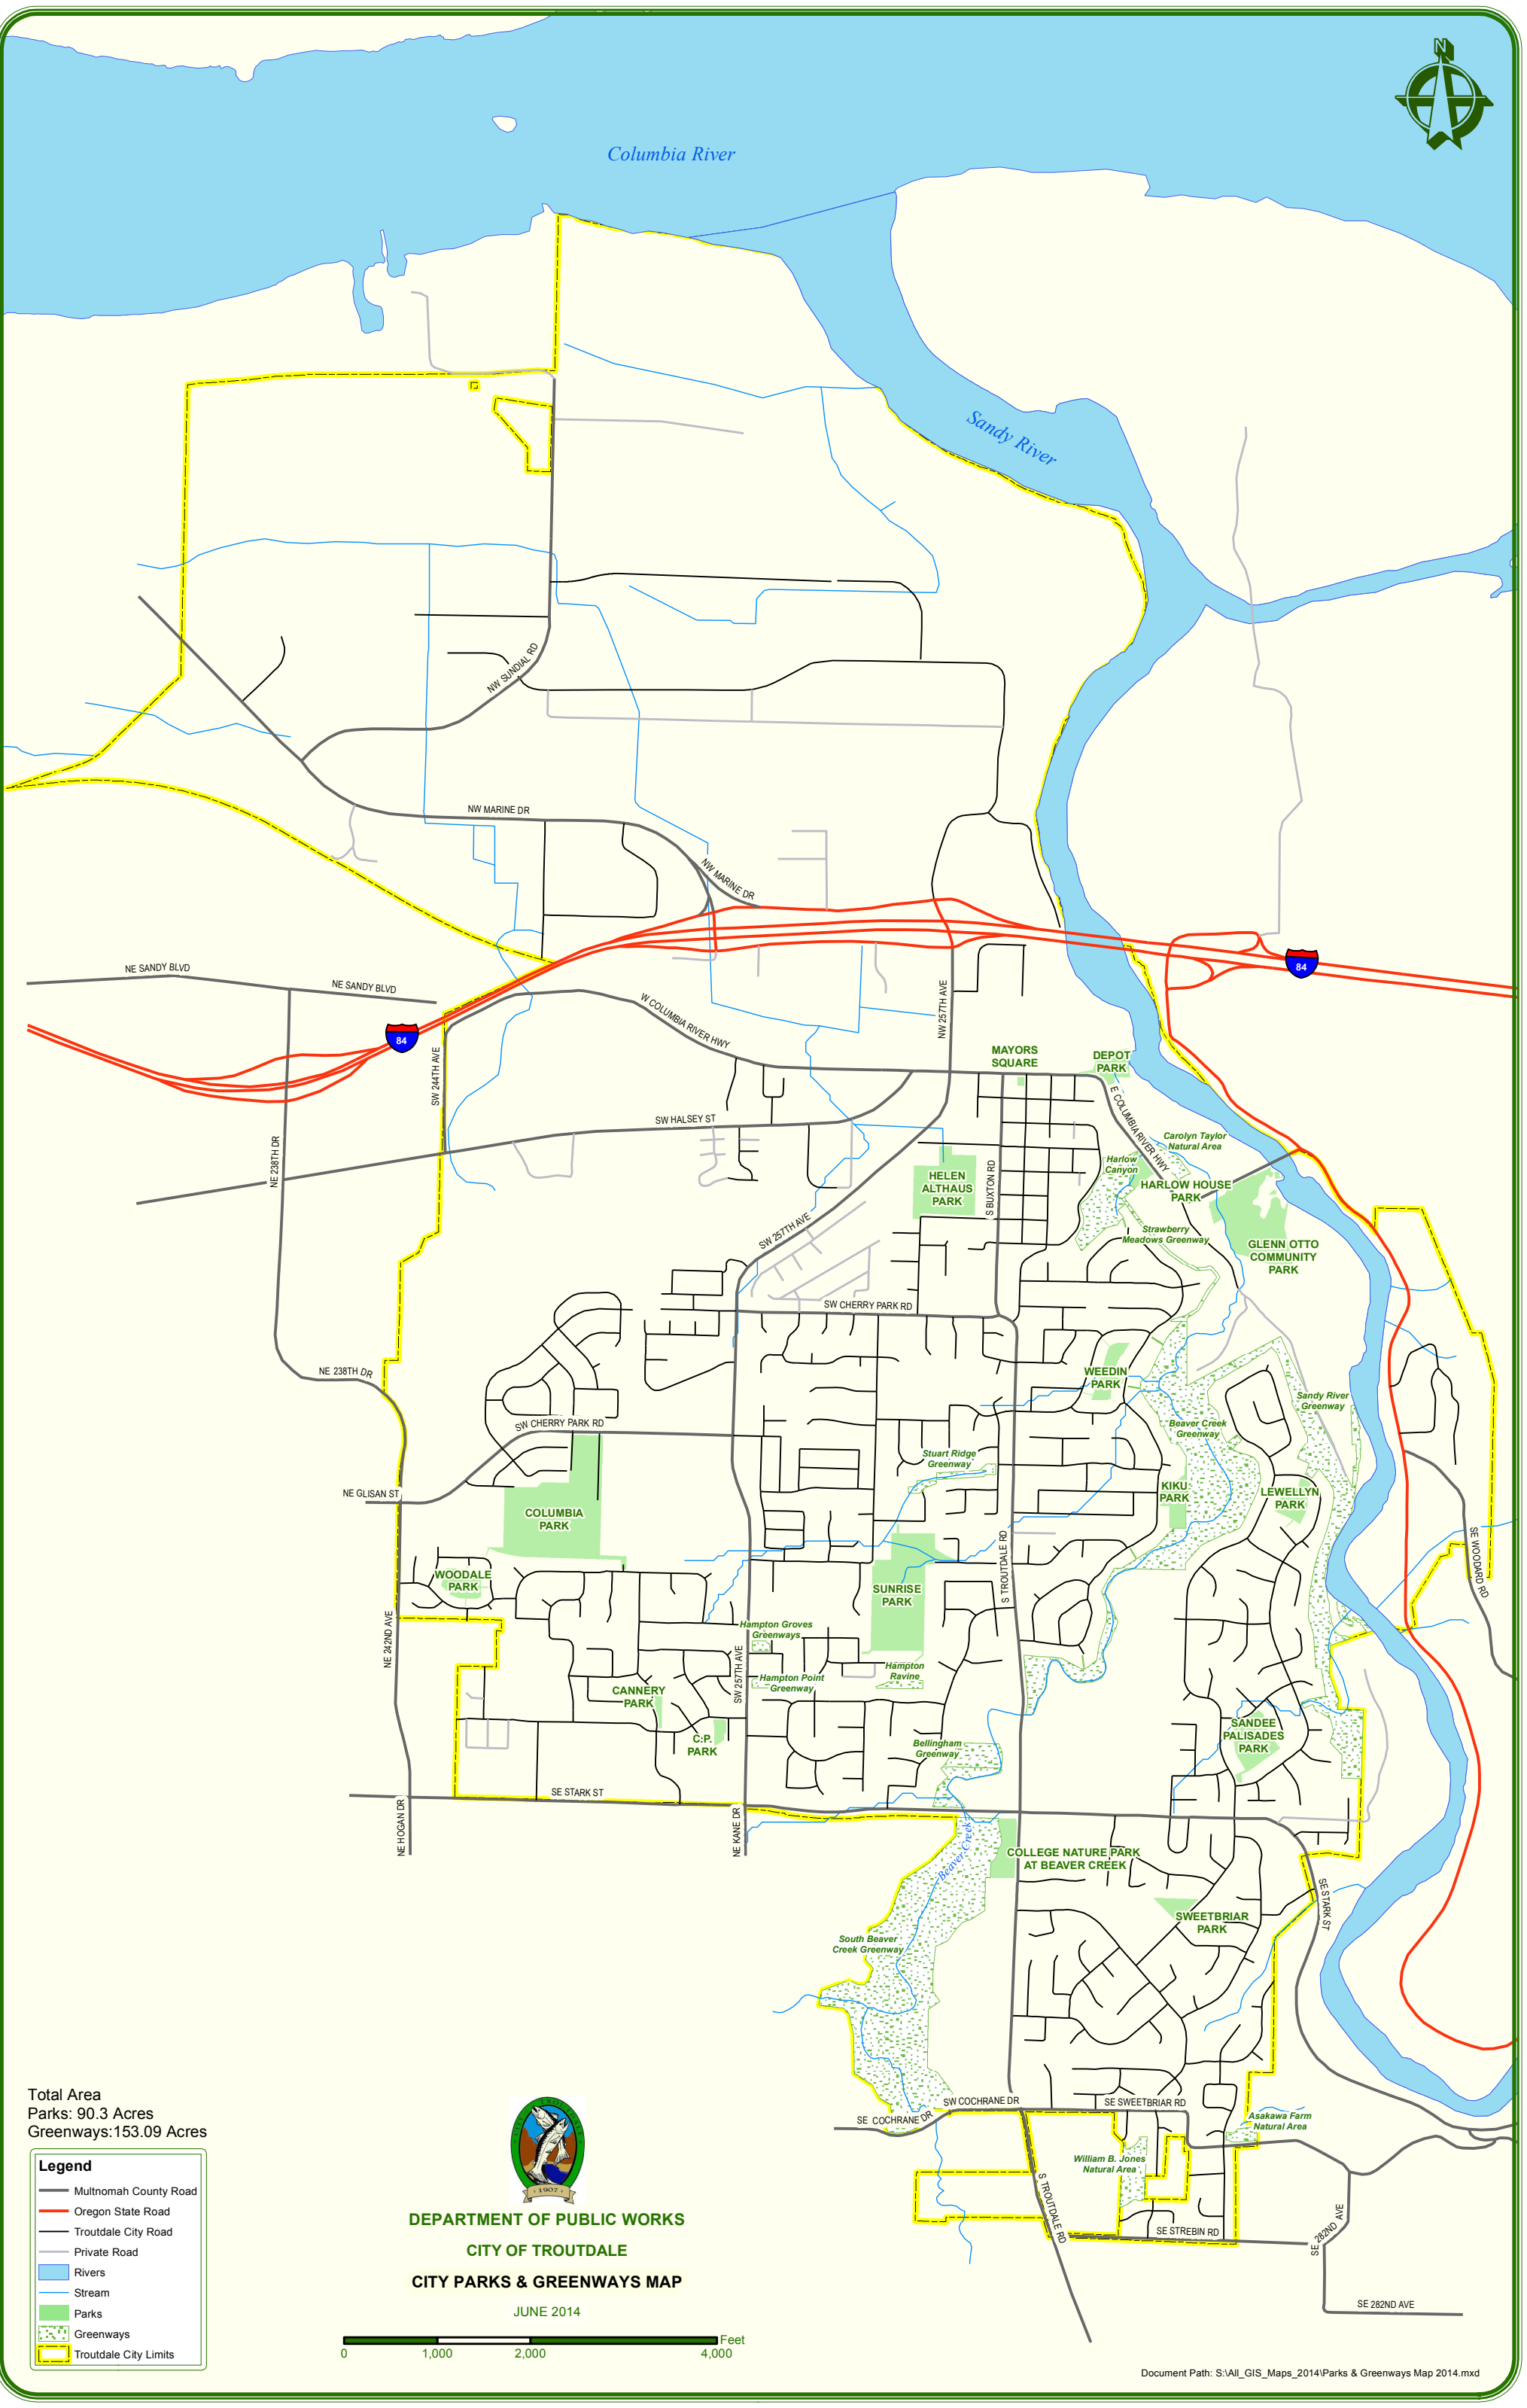 N
Columbia River
Sandy River
NW SUNDIAL RD
NW MARINE DR
NW MARINE DR
NE SANDY BLVD
NE SANDY BLVD
84
84
W COLUMBIA RIVER HWY
NW 257TH AVE
SW 244TH AVE
MAYORS
SQUARE
DEPOT
PARK
E COLUMBIA RIVER HWY
SW HALSEY ST
NE 238TH DR
Carolyn Taylor
Natural Area
Harlow
Canyon
HELEN
ALTHAUS
PARK
S BUXTON RD
HARLOW HOUSE
PARK
Strawberry
Meadows Greenway
GLENN OTTO
COMMUNITY
PARK
SW 257TH AVE
SW CHERRY PARK RD
NE 238TH DR
WEEDIN
PARK
Sandy River
Greenway
SW CHERRY PARK RD
Beaver Creek
Greenway
Stuart Ridge
Greenway
NE GLISAN ST
COLUMBIA
PARK
KIKU
PARK
LEWELLYN
PARK
S TROUTDALE RD
SE WOODARD RD
WOODALE
PARK
SUNRISE
PARK
NE 242ND AVE
Hampton Groves
Greenways
SW 257TH AVE
Hampton
Ravine
Hampton Point
Greenway
CANNERY
PARK
C.P.
PARK
SANDEE
PALISADES
PARK
Bellingham
Greenway
SE STARK ST
NE HOGAN DR
NE KANE DR
Beaver Creek
COLLEGE NATURE PARK
AT BEAVER CREEK
SE STARK ST
SWEETBRIAR
PARK
South Beaver
Creek Greenway
SW COCHRANE DR
SE COCHRANE DR
SE SWEETBRIAR RD
Asakawa Farm
Natural Area
William B. Jones
Natural Area
S TROUTDALE RD
SE STREBIN RD
SE 282ND AVE
SE 282ND AVE
Total Area
Parks: 90.3 Acres
Greenways:153.09 Acres
Legend
Multnomah County Road
Oregon State Road
Troutdale City Road
Private Road
Rivers
Stream
Parks
Greenways
Troutdale City Limits
1907
DEPARTMENT OF PUBLIC WORKS
CITY OF TROUTDALE
CITY PARKS & GREENWAYS MAP
JUNE 2014
Feet
0 1,000 2,000 4,000
Document Path: S:\All_GIS_Maps_2014\Parks & Greenways Map 2014.mxd